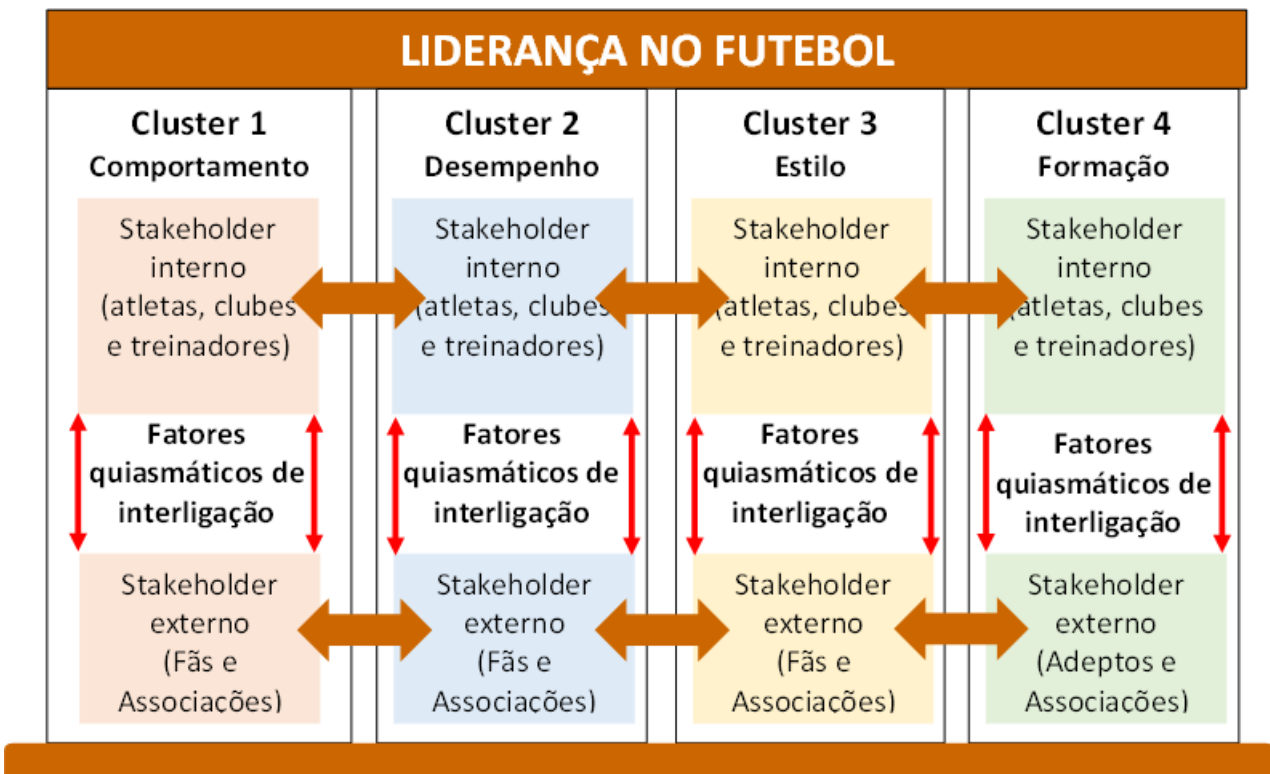 LIDERANÇA NO FUTEBOL
Cluster 1
Comportamento
Stakeholder
interno
(atletas, clubes
e treinadores)
Fatores
quiasmáticos de
interligação
Stakeholder
externo
(Fãs e
Associações)
Cluster 2
Desempenho
Stakeholder
interno
(atletas, clubes
e treinadores)
Fatores
quiasmáticos de
interligação
Stakeholder
externo
(Fãs e
Associações)
Cluster 3
Estilo
Stakeholder
interno
(atletas, clubes
e treinadores)
Fatores
quiasmáticos de
interligação
Stakeholder
externo
(Fãs e
Associações)
Cluster 4
Formação
Stakeholder
interno
(atletas, clubes
e treinadores)
Fatores
quiasmáticos de
interligação
Stakeholder
externo
(Adeptos e
Associações)